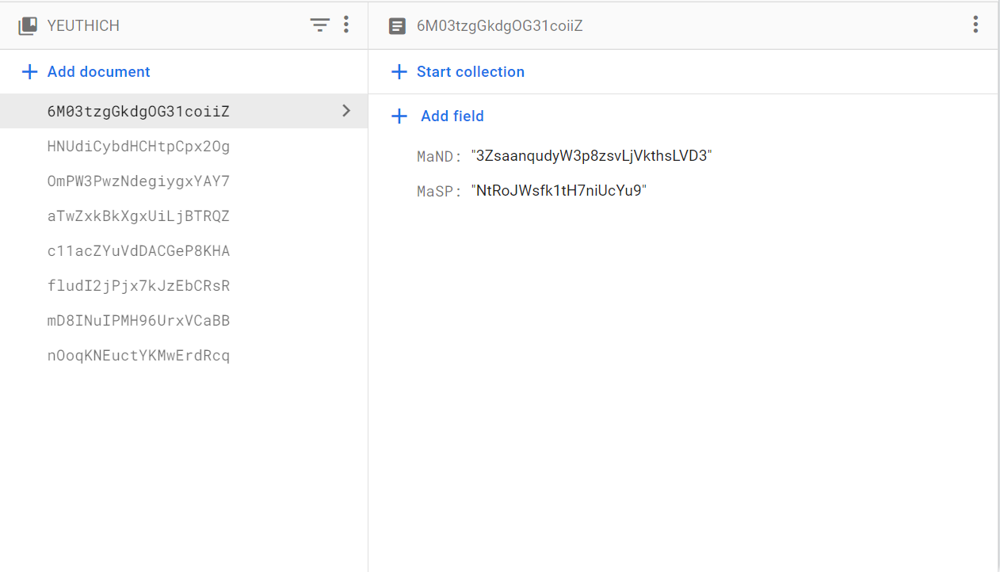 YEUTHICH
Add document
6M03tzgGkdgOG31coiiZ
HNUdiCybdHCHtpCpx2Og
OmPW3PwzNdegiygxYAY7
aTwZxkBkXgxUiLjBTRQZ
c11acZYuVdDACGeP8KHA
fludI2jPjx7kJzEbCRsR
mD8INuIPMH96UrxVCaBB
nOoqKNEuctYKMwErdRcq
6M03tzgGkdgOG31coiiZ
Start collection
Add field
MaND: "3ZsaanqudyW3p8zsvLjVkthsLVD3"
MaSP: "NtRoJWsfk1tH7niUcYu9"